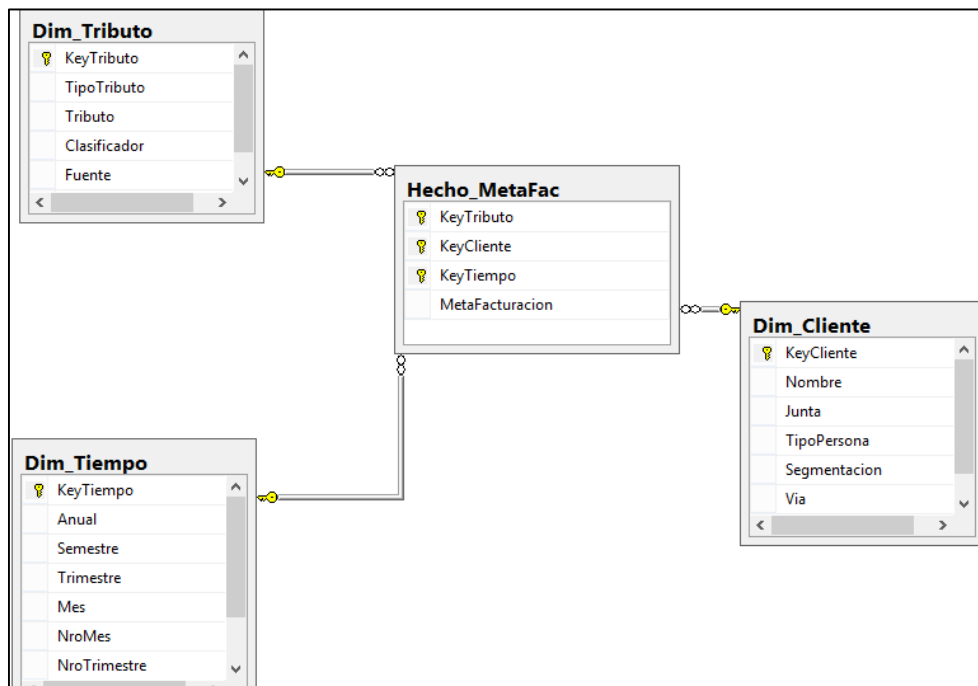 Dim_Tributo
KeyTributo
TipoTributo
Tributo
Clasificador
Fuente
Hecho_MetaFac
KeyTributo
KeyCliente
KeyTiempo
MetaFacturacion
Dim_Cliente
KeyCliente
Nombre
Junta
TipoPersona
Segmentacion
Via
Dim_Tiempo
KeyTiempo
Anual
Semestre
Trimestre
Mes
NroMes
NroTrimestre